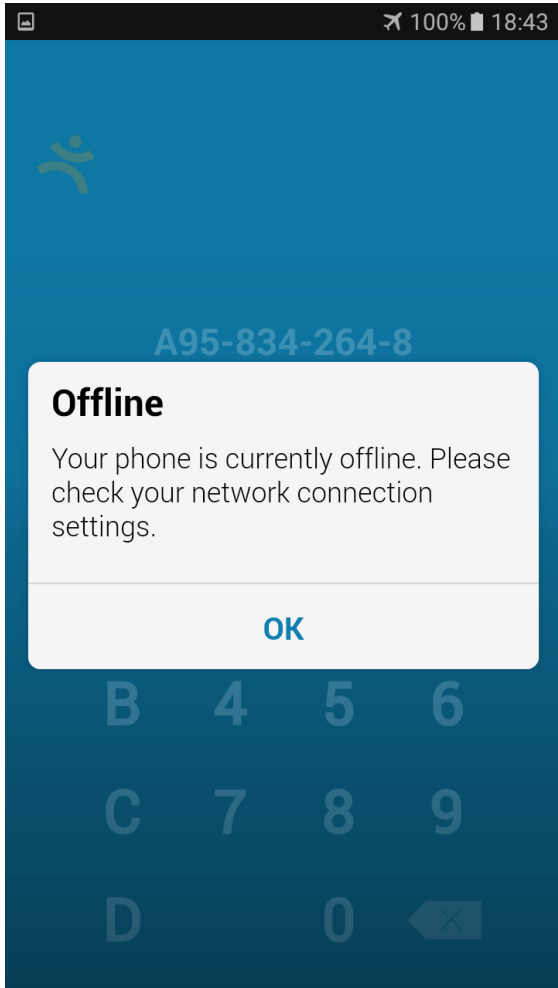 100% 18:43
A95-834-264-8
Offline
Your phone is currently offline. Please
check your network connection
settings.
OK
B 4 5 6
C 7 8 9
D 0